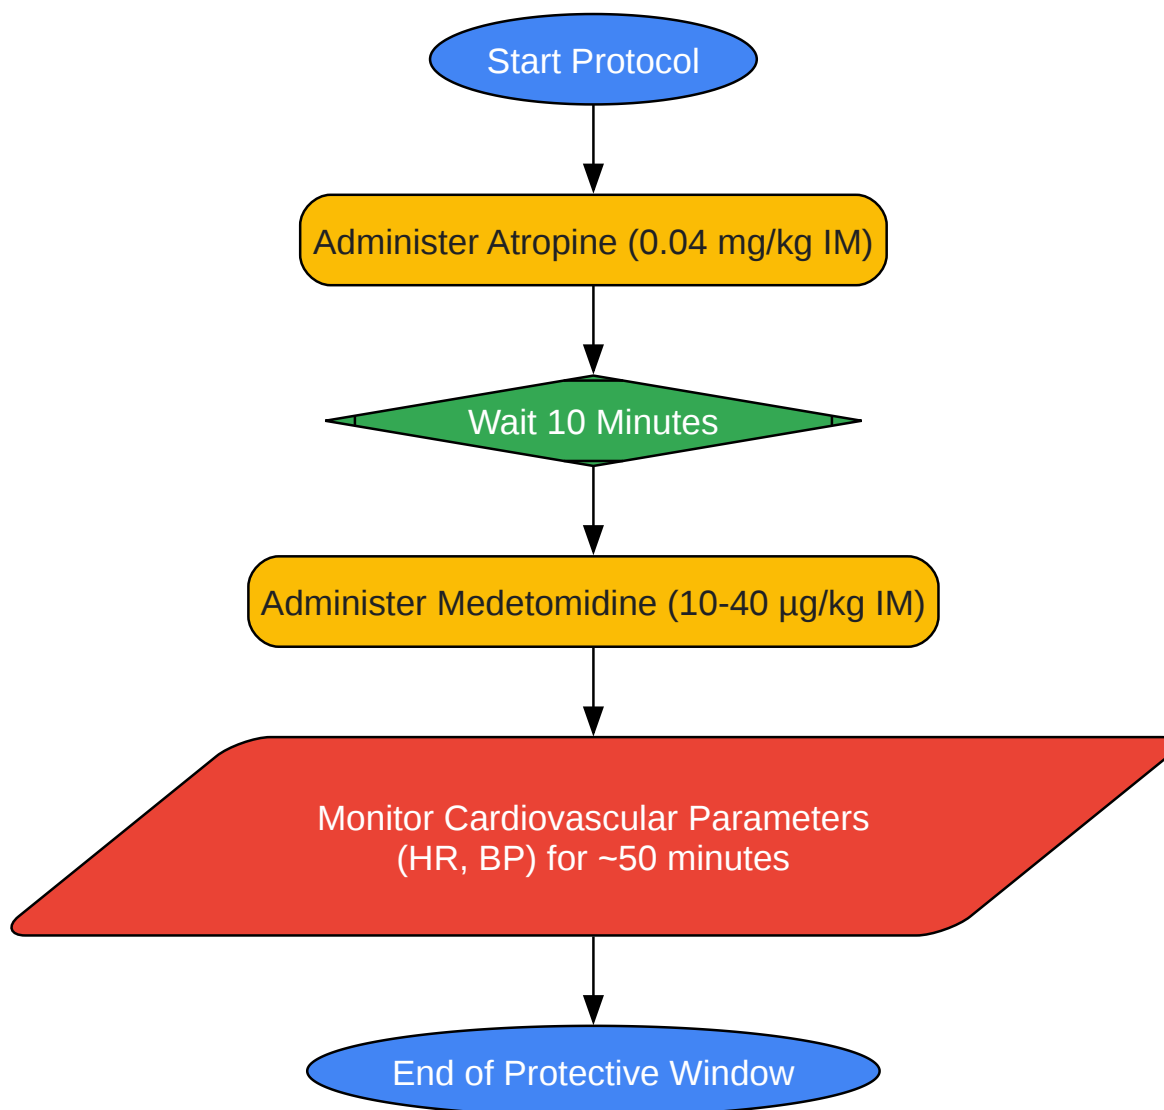 Start Protocol
Administer Atropine (0.04 mg/kg IM)
Wait 10 Minutes
Administer Medetomidine (10-40 µg/kg IM)
Monitor Cardiovascular Parameters
(HR, BP) for ~50 minutes
End of Protective Window